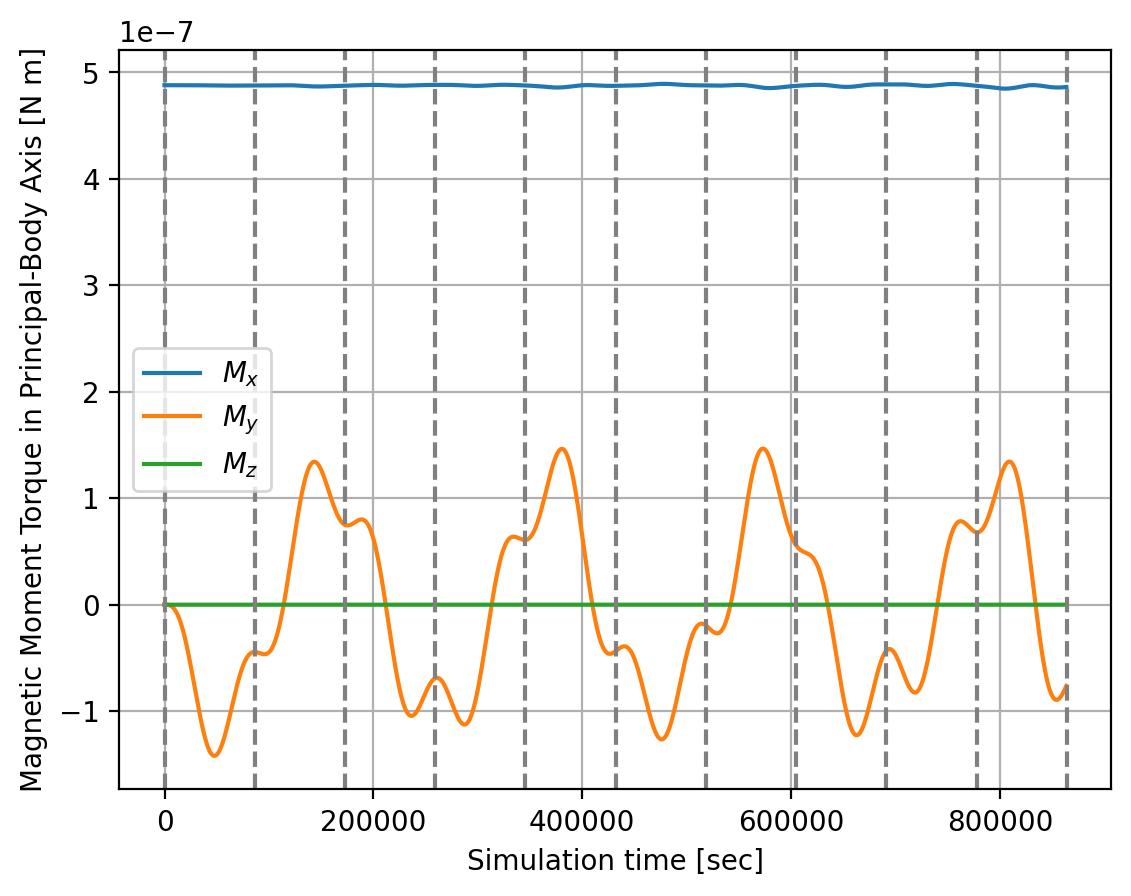 1e−7
Magnetic Moment Torque in Principal-Body Axis [N m]
5
4
3
2
1
0
−1
M_x
M_y
M_z
0 200000 400000 600000 800000
Simulation time [sec]